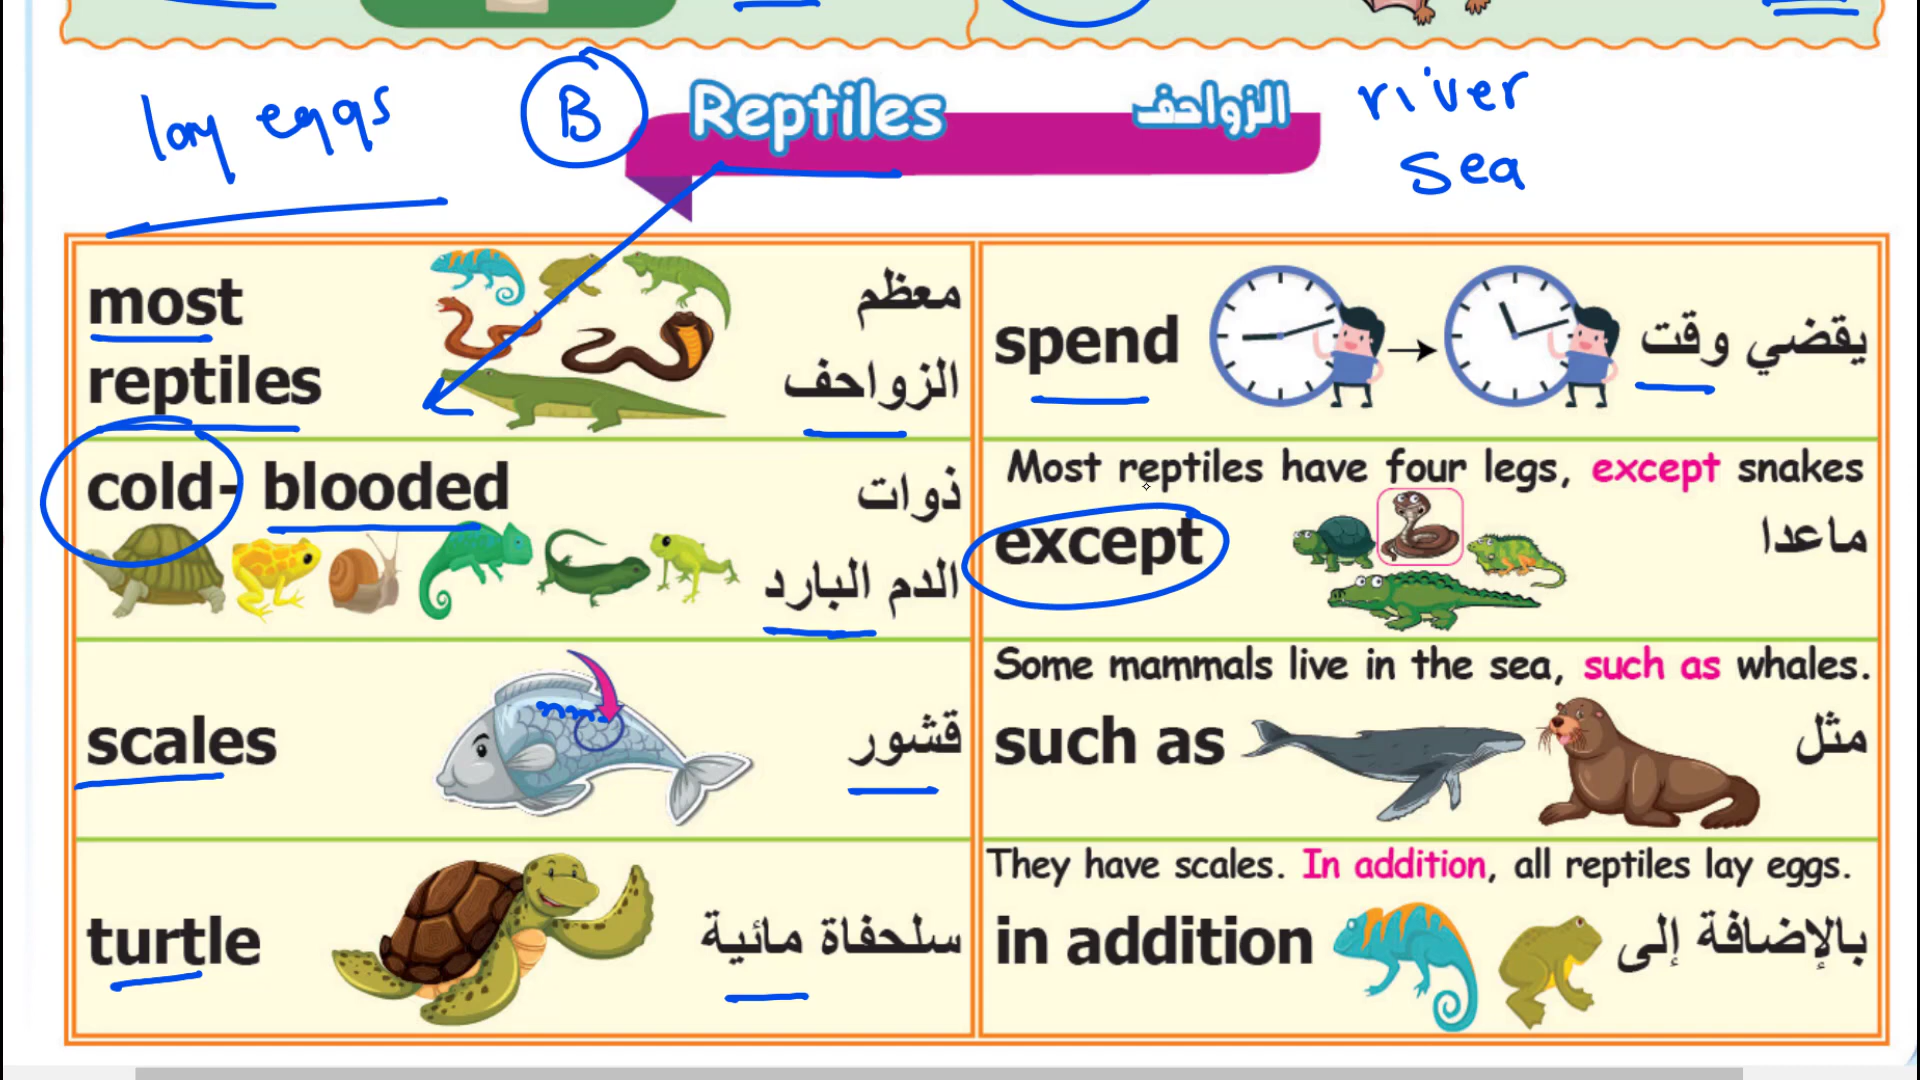 lay eggs
B
Reptiles الزواحف
river
sea
most
reptiles
معظم
الزواحف
spend
يقضي وقت
cold- blooded
ذوات
الدم البارد
Most reptiles have four legs, except snakes
except
ماعدا
scales
قشور
Some mammals live in the sea, such as whales.
such as
مثل
turtle
سلحفاة مائية
They have scales. In addition, all reptiles lay eggs.
in addition
بالإضافة إلى